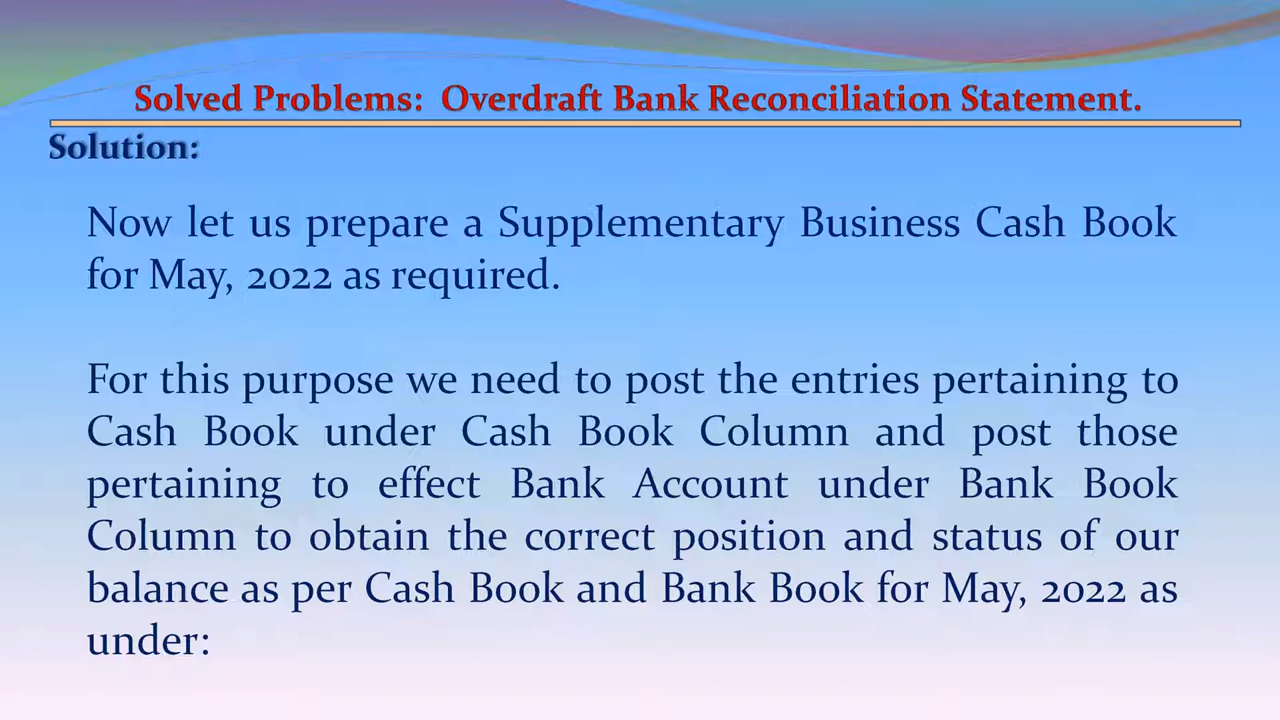 Solved Problems: Overdraft Bank Reconciliation Statement.
Solution:
Now let us prepare a Supplementary Business Cash Book
for May, 2022 as required.
For this purpose we need to post the entries pertaining to
Cash Book under Cash Book Column and post those
pertaining to effect Bank Account under Bank Book
Column to obtain the correct position and status of our
balance as per Cash Book and Bank Book for May, 2022 as
under: